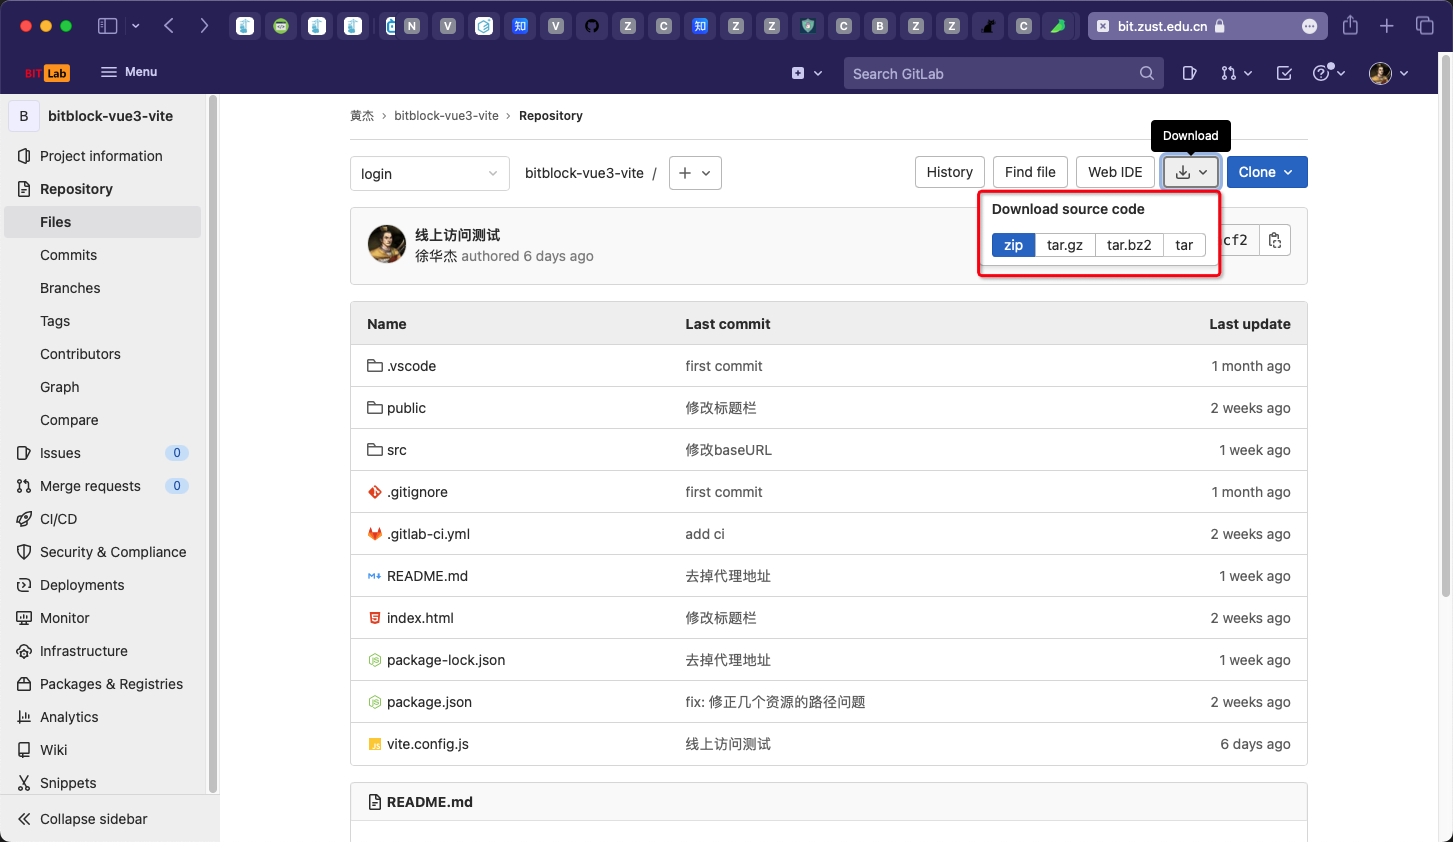 N
V
知
V
Z
C
知
Z
Z
C
B
Z
Z
C
bit.zust.edu.cn
BIT Lab
Menu
Search GitLab
B
bitblock-vue3-vite
Project information
Repository
Files
Commits
Branches
Tags
Contributors
Graph
Compare
Issues 0
Merge requests 0
CI/CD
Security & Compliance
Deployments
Monitor
Infrastructure
Packages & Registries
Analytics
Wiki
Snippets
Collapse sidebar
黄杰 › bitblock-vue3-vite › Repository
Download
login
bitblock-vue3-vite /
History
Find file
Web IDE
Clone
Download source code
zip
tar.gz
tar.bz2
tar
cf2
线上访问测试
徐华杰 authored 6 days ago
Name Last commit Last update
.vscode first commit 1 month ago
public 修改标题栏 2 weeks ago
src 修改baseURL 1 week ago
.gitignore first commit 1 month ago
.gitlab-ci.yml add ci 2 weeks ago
README.md 去掉代理地址 1 week ago
index.html 修改标题栏 2 weeks ago
package-lock.json 去掉代理地址 1 week ago
package.json fix: 修正几个资源的路径问题 2 weeks ago
vite.config.js 线上访问测试 6 days ago
README.md